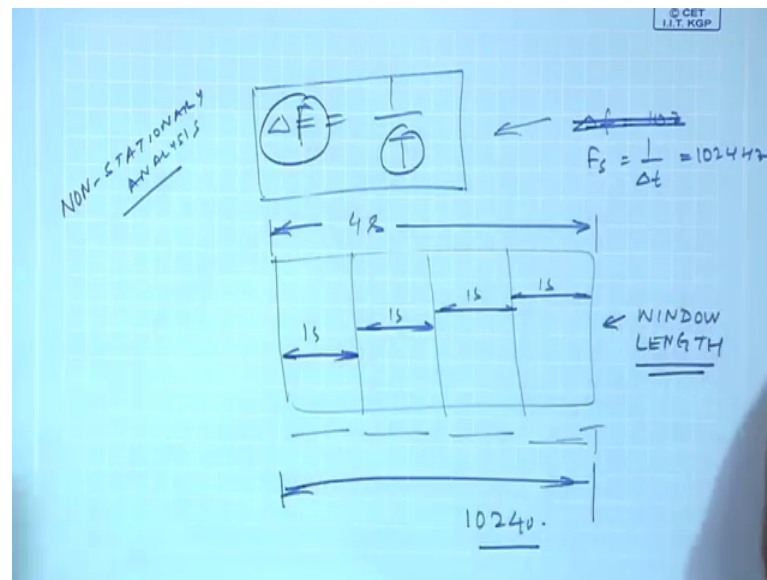 © CET
I.I.T. KGP
NON-STATIONARY
ANALYSIS
ΔF = 1/T
Fs = 1/Δt = 1024 Hz
4s
1s 1s 1s 1s
WINDOW
LENGTH
T
10240.